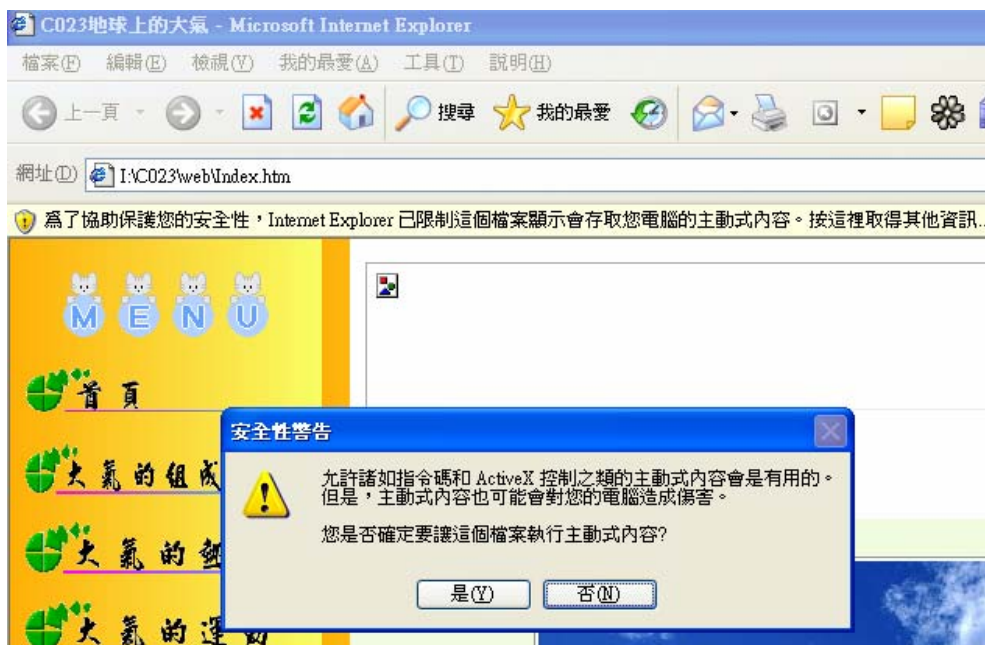 C023地球上的大氣 - Microsoft Internet Explorer
檔案(F) 編輯(E) 檢視(V) 我的最愛(A) 工具(T) 說明(H)
上一頁 搜尋 我的最愛
網址(D) I:\C023\web\Index.htm
為了協助保護您的安全性，Internet Explorer 已限制這個檔案顯示會存取您電腦的主動式內容。按這裡取得其他資訊...
MENU
首頁
大氣的組成
大氣的
大氣的運動
安全性警告
允許諸如指令碼和 ActiveX 控制之類的主動式內容會是有用的。
但是，主動式內容也可能會對您的電腦造成傷害。
您是否確定要讓這個檔案執行主動式內容?
是(Y) 否(N)